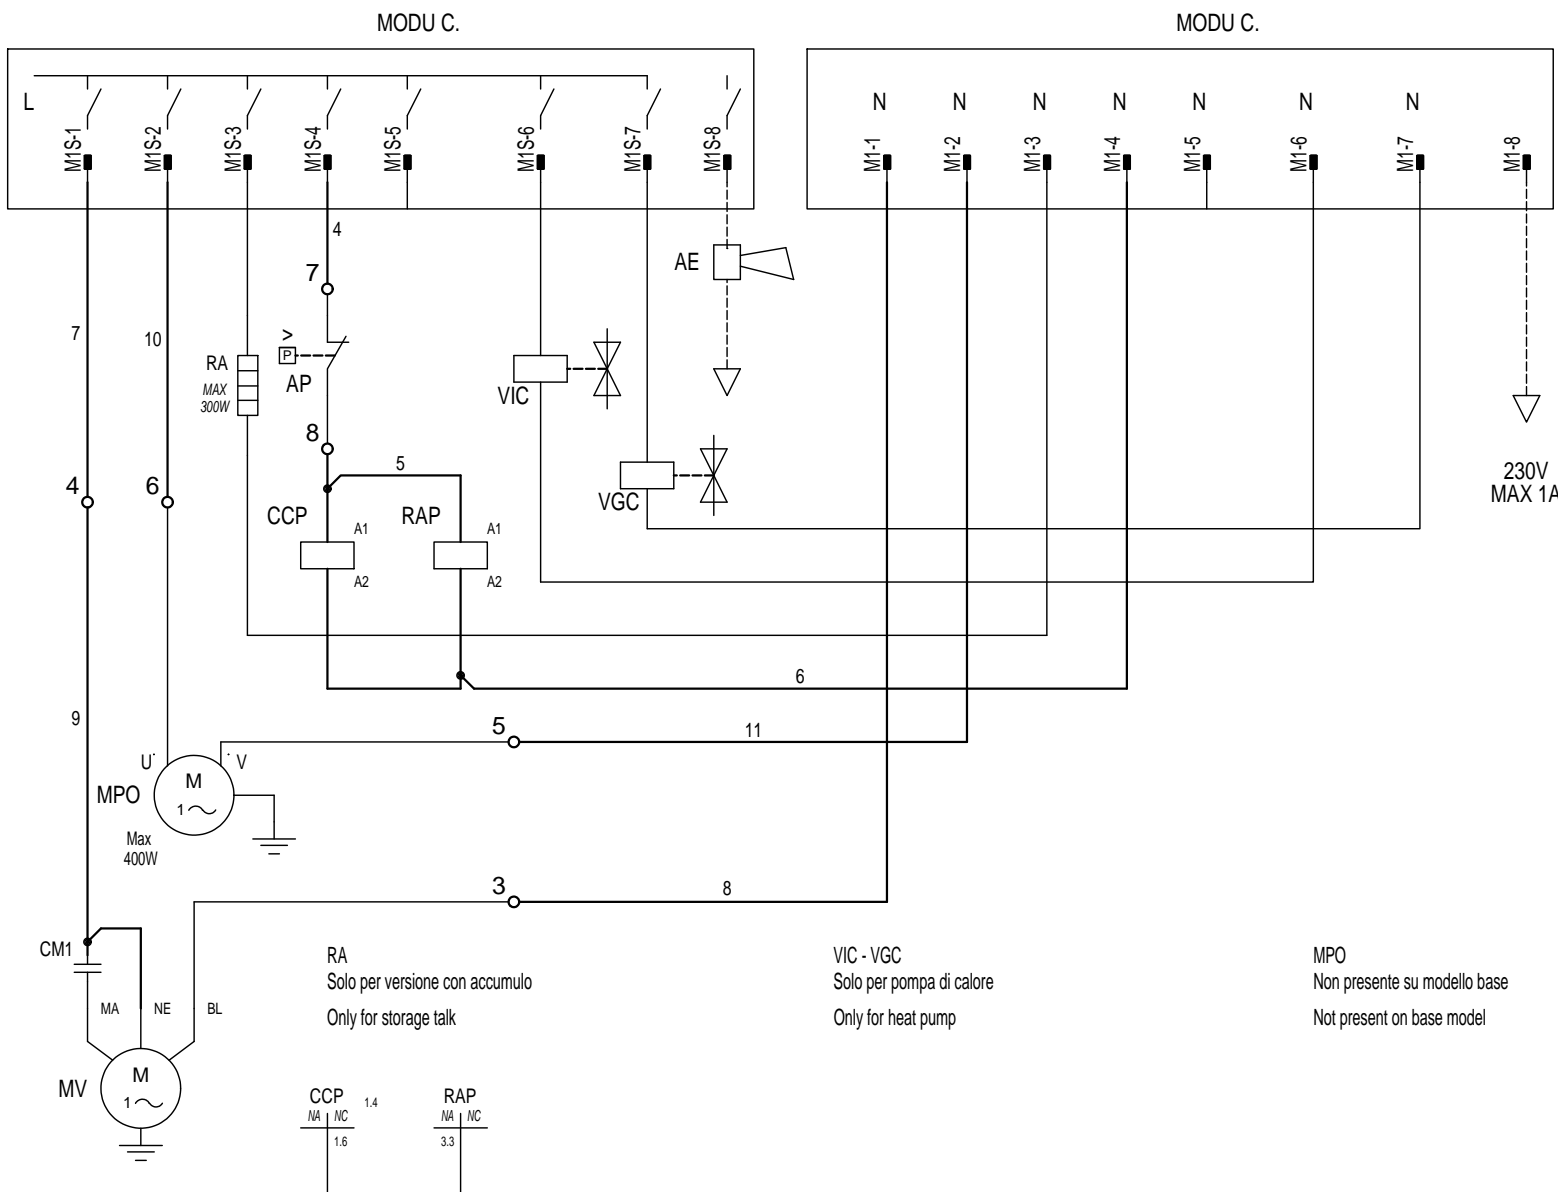 MODU C.
MODU C.
L
N N N N N N N
M1S-1
M1S-2
M1S-3
M1S-4
M1S-5
M1S-6
M1S-7
M1S-8
M1-1
M1-2
M1-3
M1-4
M1-5
M1-6
M1-7
M1-8
4
AE
7
7
10
>
P
AP
RA
MAX
300W
VIC
8
5
4
6
VGC
230V
MAX 1A
CCP
A1
A2
RAP
A1
A2
6
9
5
11
U
V
M
1
MPO
Max
400W
3
8
CM1
MA
NE
BL
M
1
MV
RA
Solo per versione con accumulo
Only for storage talk
VIC - VGC
Solo per pompa di calore
Only for heat pump
MPO
Non presente su modello base
Not present on base model
CCP
1.4
NA NC
1.6
RAP
NA NC
3.3